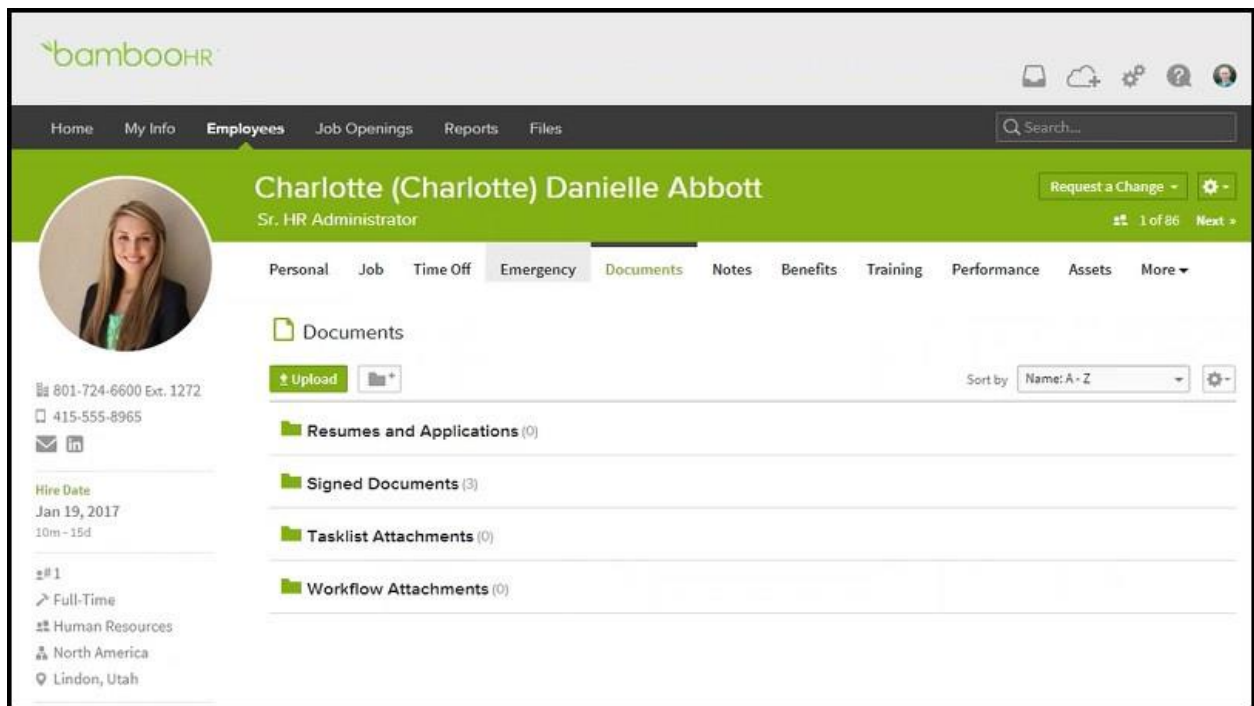 bambooHR
Home My Info Employees Job Openings Reports Files Search...
Charlotte (Charlotte) Danielle Abbott
Request a Change
Sr. HR Administrator
1 of 86 Next »
Personal Job Time Off Emergency Documents Notes Benefits Training Performance Assets More
Documents
Upload
Sort by Name: A - Z
801-724-6600 Ext. 1272
415-555-8965
in
Hire Date
Jan 19, 2017
10m - 15d
#1
Full-Time
Human Resources
North America
Lindon, Utah
Resumes and Applications (0)
Signed Documents (3)
Tasklist Attachments (0)
Workflow Attachments (0)